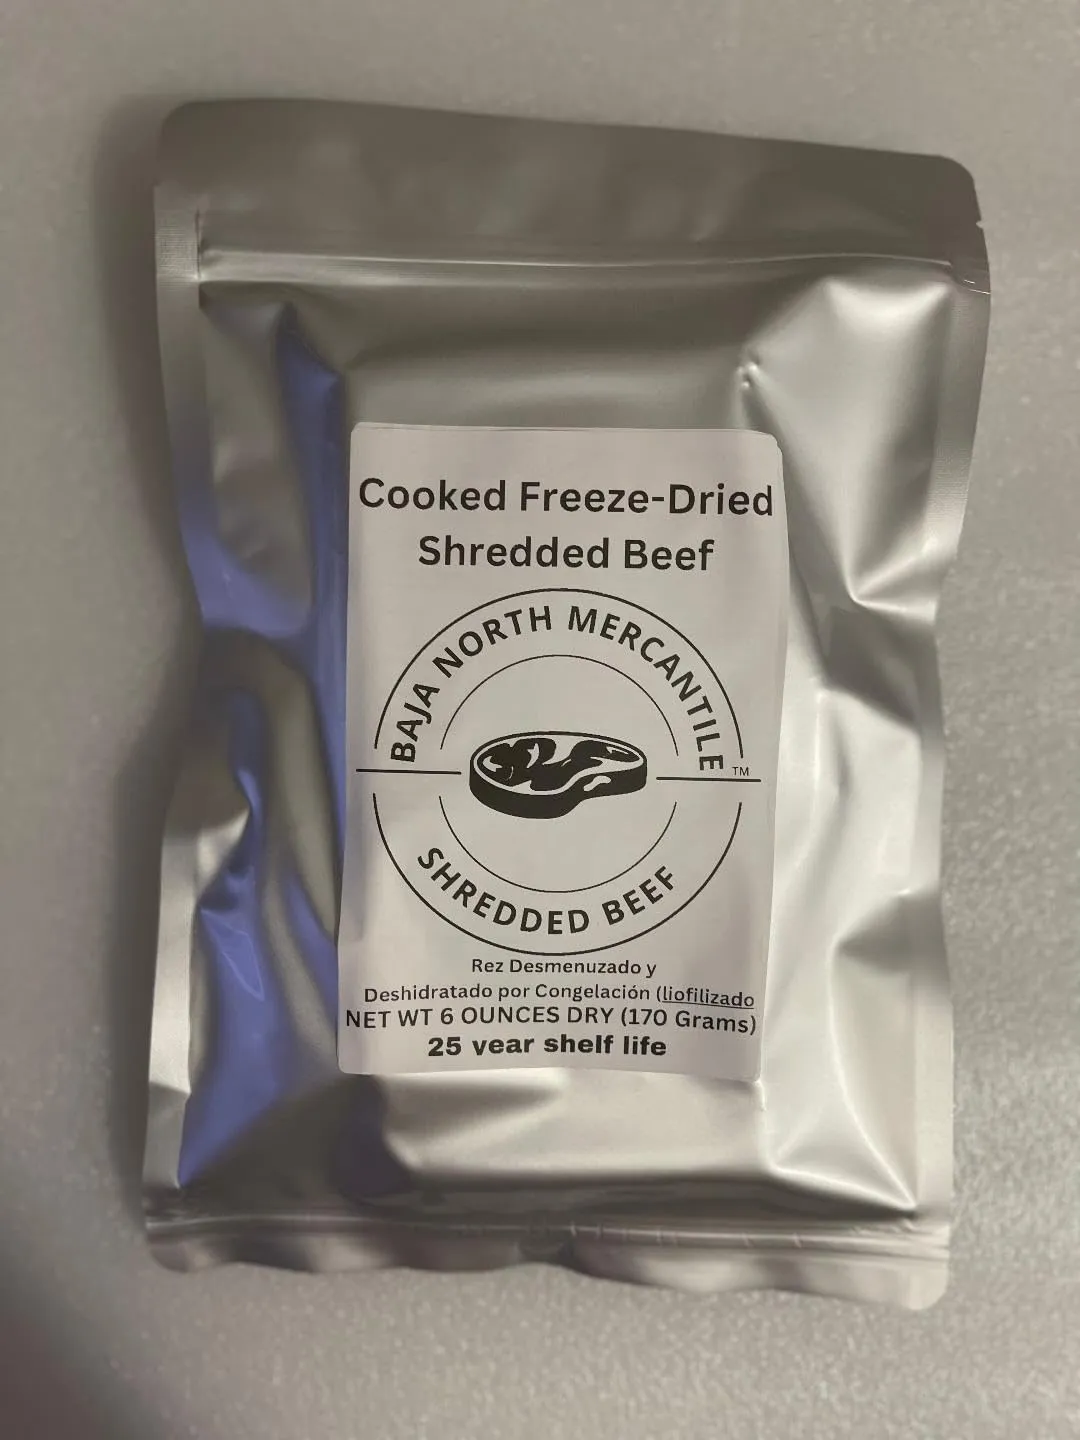 Cooked Freeze-Dried
Shredded Beef
BAJA NORTH MERCANTILE
TM
SHREDDED BEEF
Rez Desmenuzado y
Deshidratado por Congelación (liofilizado
NET WT 6 OUNCES DRY (170 Grams)
25 year shelf life